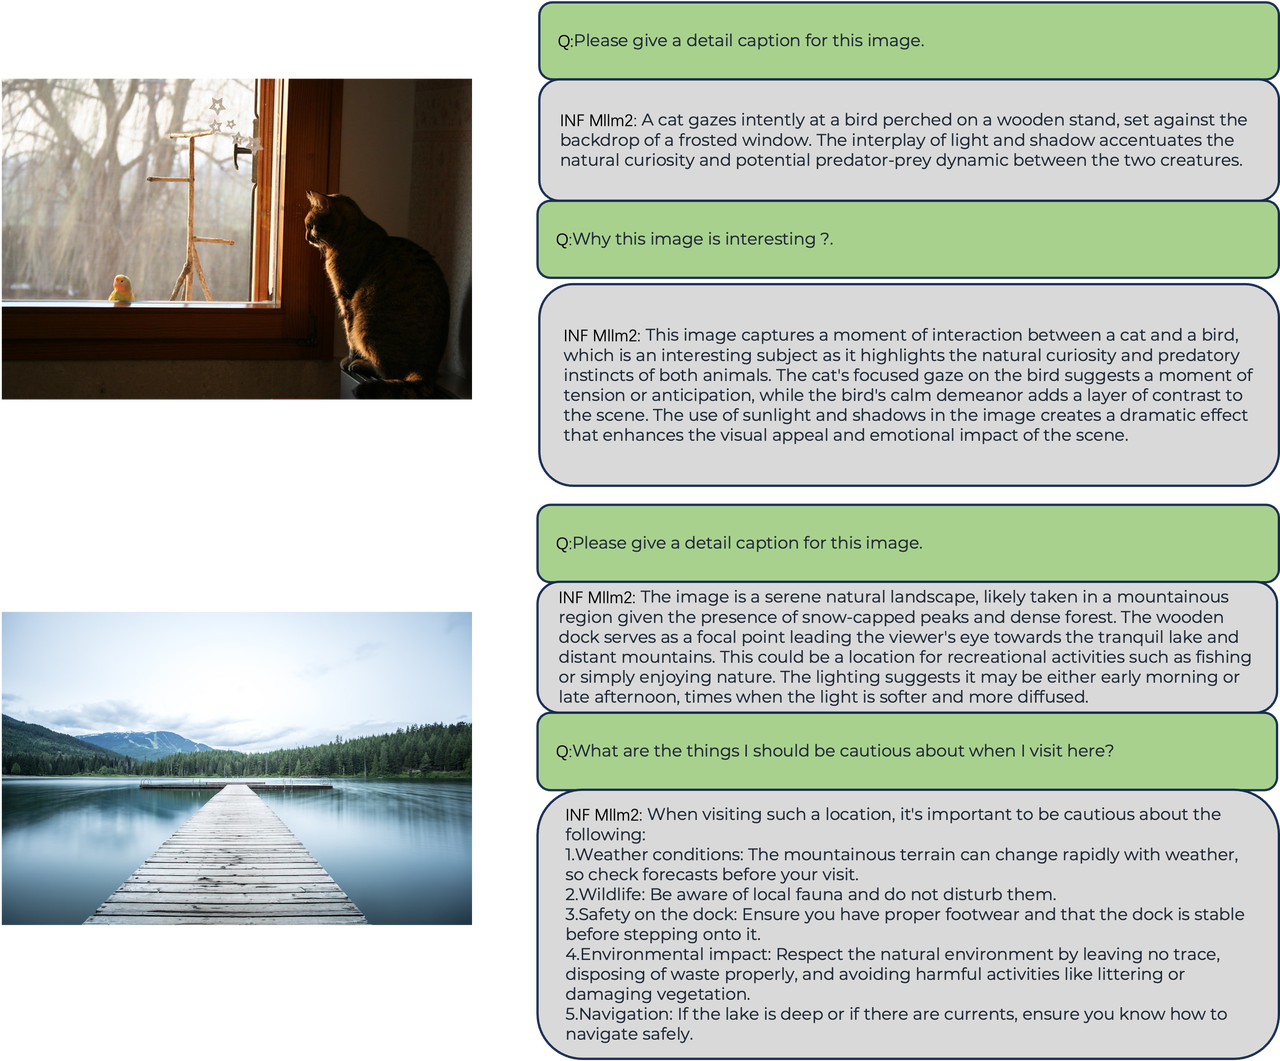 Q:Please give a detail caption for this image.
INF Mllm2: A cat gazes intently at a bird perched on a wooden stand, set against the
backdrop of a frosted window. The interplay of light and shadow accentuates the
natural curiosity and potential predator-prey dynamic between the two creatures.
Q:Why this image is interesting ?.
INF Mllm2: This image captures a moment of interaction between a cat and a bird,
which is an interesting subject as it highlights the natural curiosity and predatory
instincts of both animals. The cat's focused gaze on the bird suggests a moment of
tension or anticipation, while the bird's calm demeanor adds a layer of contrast to
the scene. The use of sunlight and shadows in the image creates a dramatic effect
that enhances the visual appeal and emotional impact of the scene.
Q:Please give a detail caption for this image.
INF Mllm2: The image is a serene natural landscape, likely taken in a mountainous
region given the presence of snow-capped peaks and dense forest. The wooden
dock serves as a focal point leading the viewer's eye towards the tranquil lake and
distant mountains. This could be a location for recreational activities such as fishing
or simply enjoying nature. The lighting suggests it may be either early morning or
late afternoon, times when the light is softer and more diffused.
Q:What are the things I should be cautious about when I visit here?
INF Mllm2: When visiting such a location, it's important to be cautious about the
following:
1.Weather conditions: The mountainous terrain can change rapidly with weather,
so check forecasts before your visit.
2.Wildlife: Be aware of local fauna and do not disturb them.
3.Safety on the dock: Ensure you have proper footwear and that the dock is stable
before stepping onto it.
4.Environmental impact: Respect the natural environment by leaving no trace,
disposing of waste properly, and avoiding harmful activities like littering or
damaging vegetation.
5.Navigation: If the lake is deep or if there are currents, ensure you know how to
navigate safely.